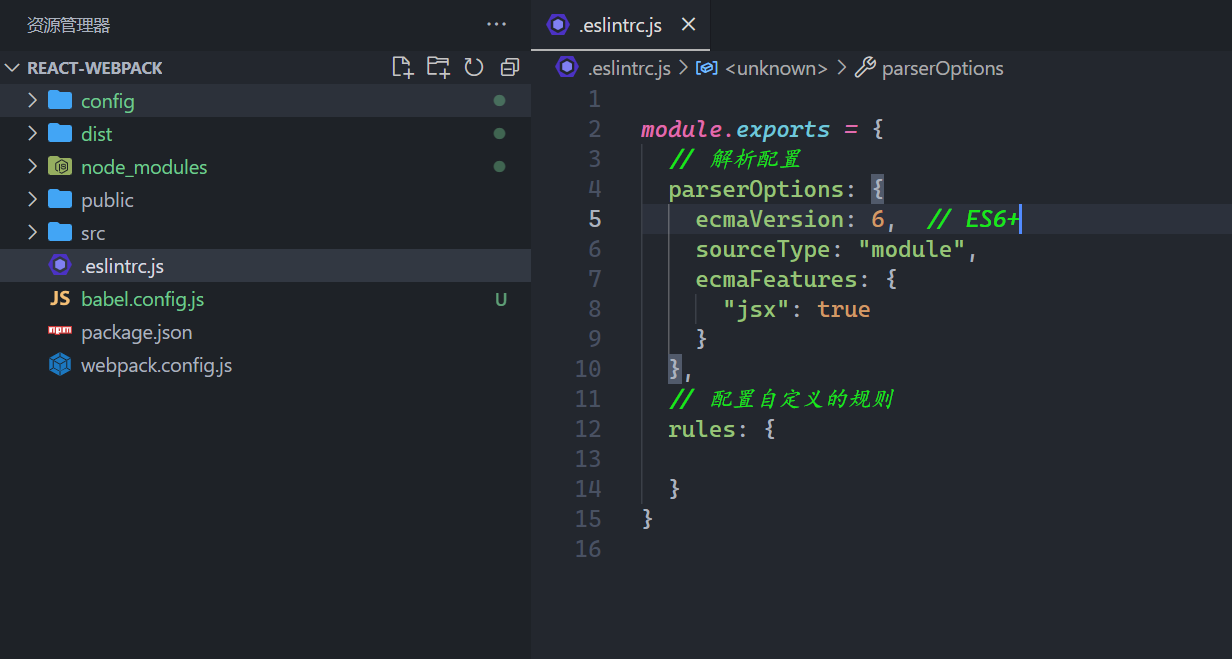 资源管理器 ···
REACT-WEBPACK
config
dist
node_modules
public
src
.eslintrc.js
JS babel.config.js U
npm package.json
webpack.config.js
.eslintrc.js ×
.eslintrc.js > <unknown> > parserOptions
1
2 module.exports = {
3 // 解析配置
4 parserOptions: {
5 ecmaVersion: 6, // ES6+
6 sourceType: "module",
7 ecmaFeatures: {
8 "jsx": true
9 }
10 },
11 // 配置自定义的规则
12 rules: {
13
14 }
15 }
16